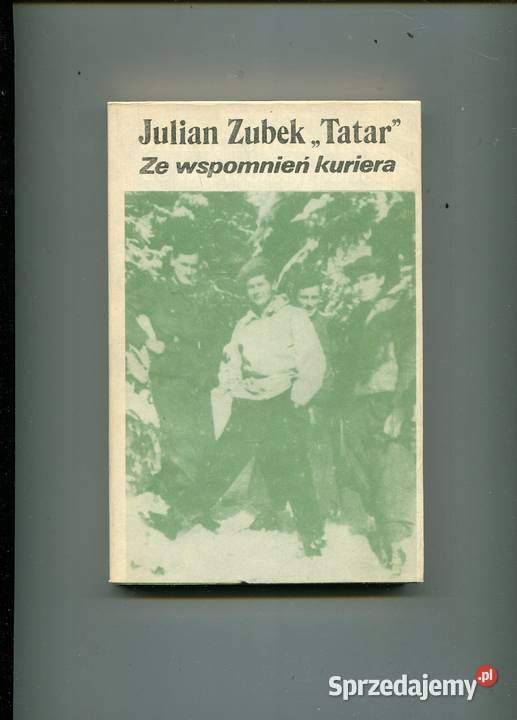 Julian Zubek „Tatar”
Ze wspomnień kuriera
Sprzedajemy.pl